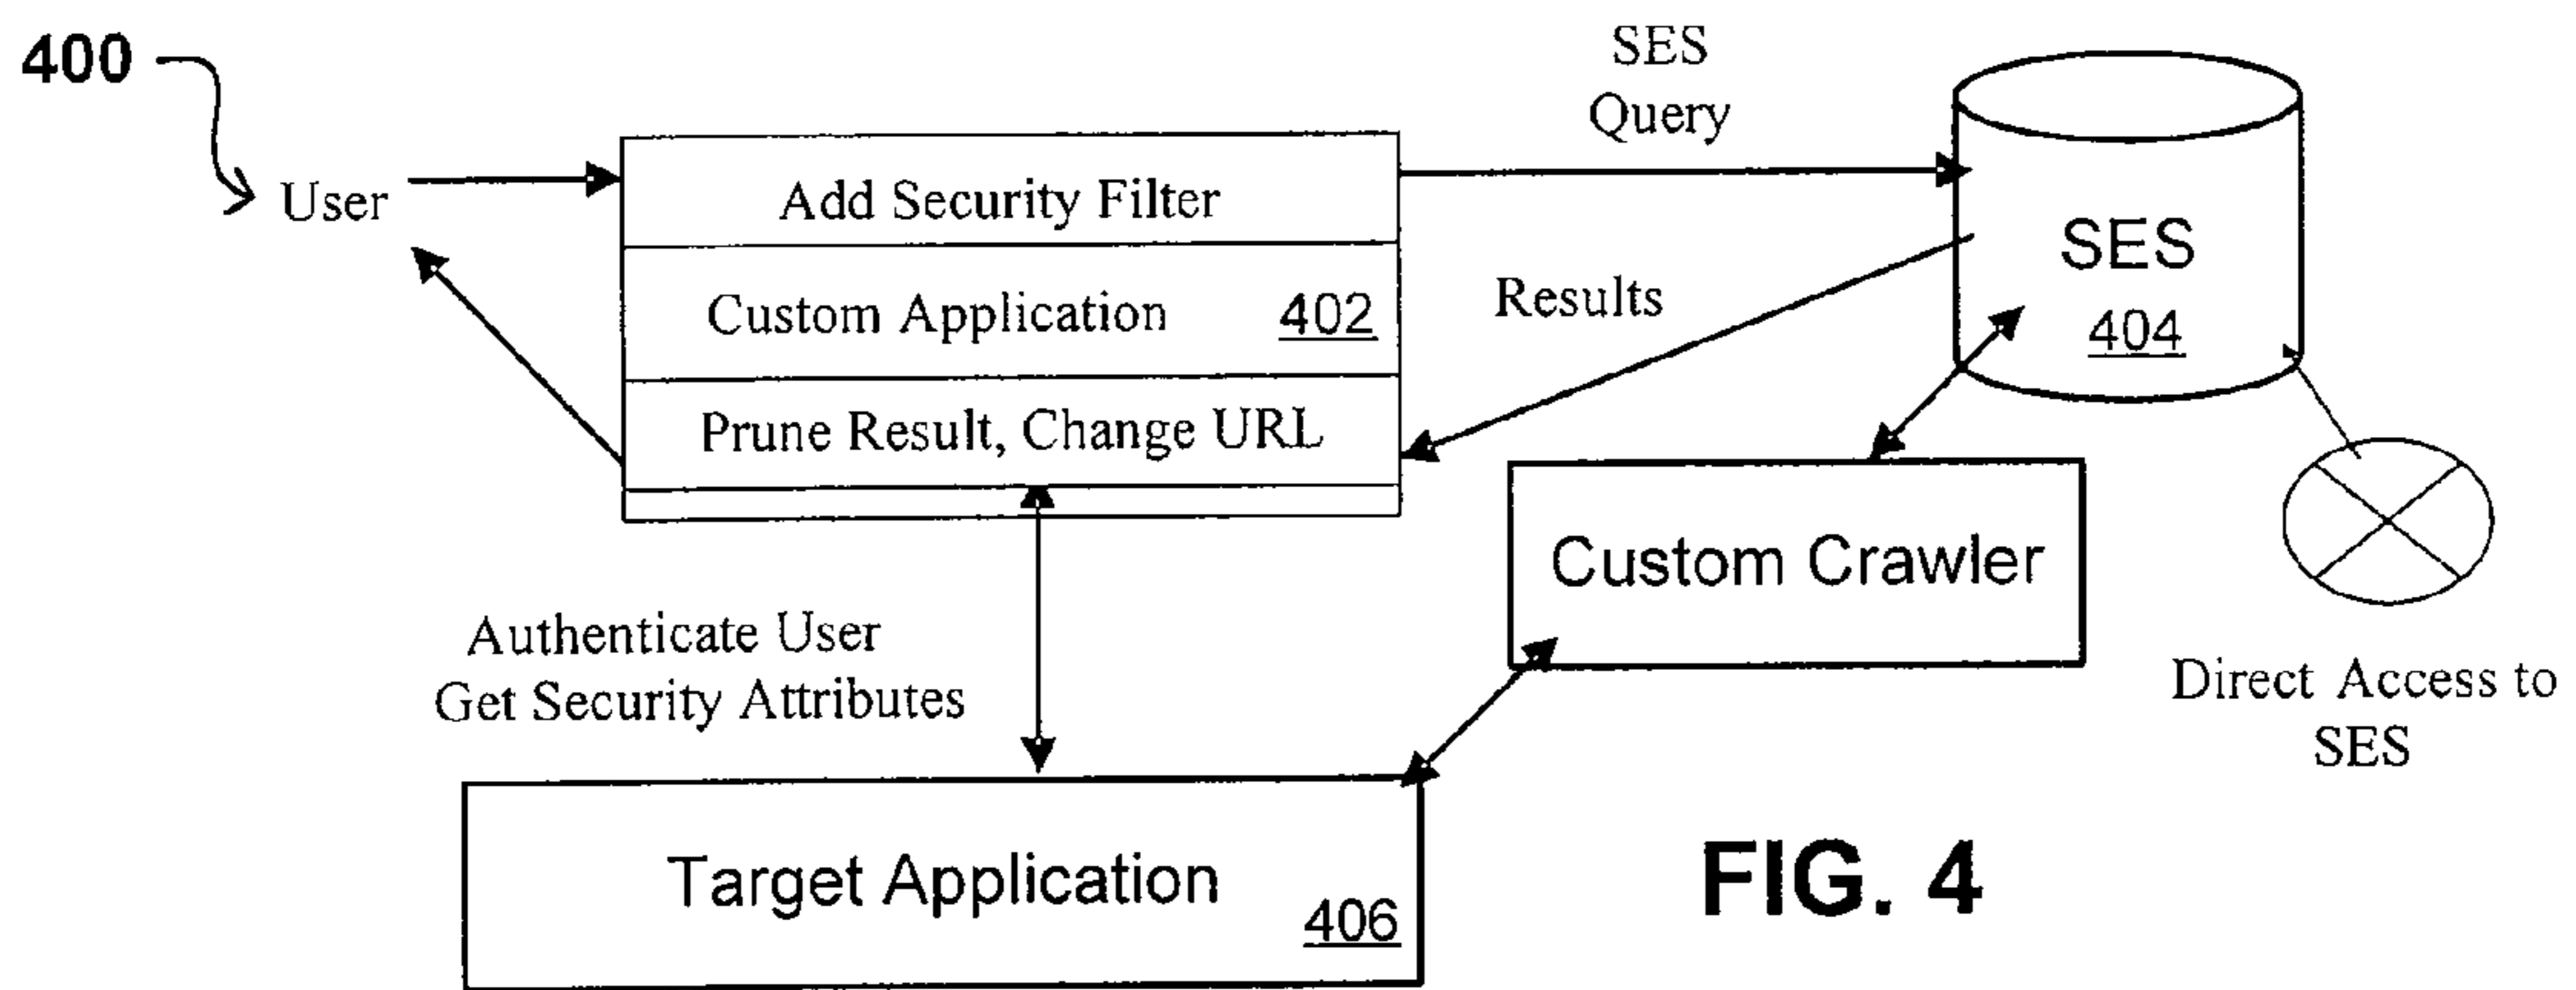 400
SES
Query
User
Add Security Filter
SES
404
Custom Application 402
Results
Prune Result, Change URL
Custom Crawler
Authenticate User
Get Security Attributes
Direct Access to
SES
Target Application
406
FIG. 4